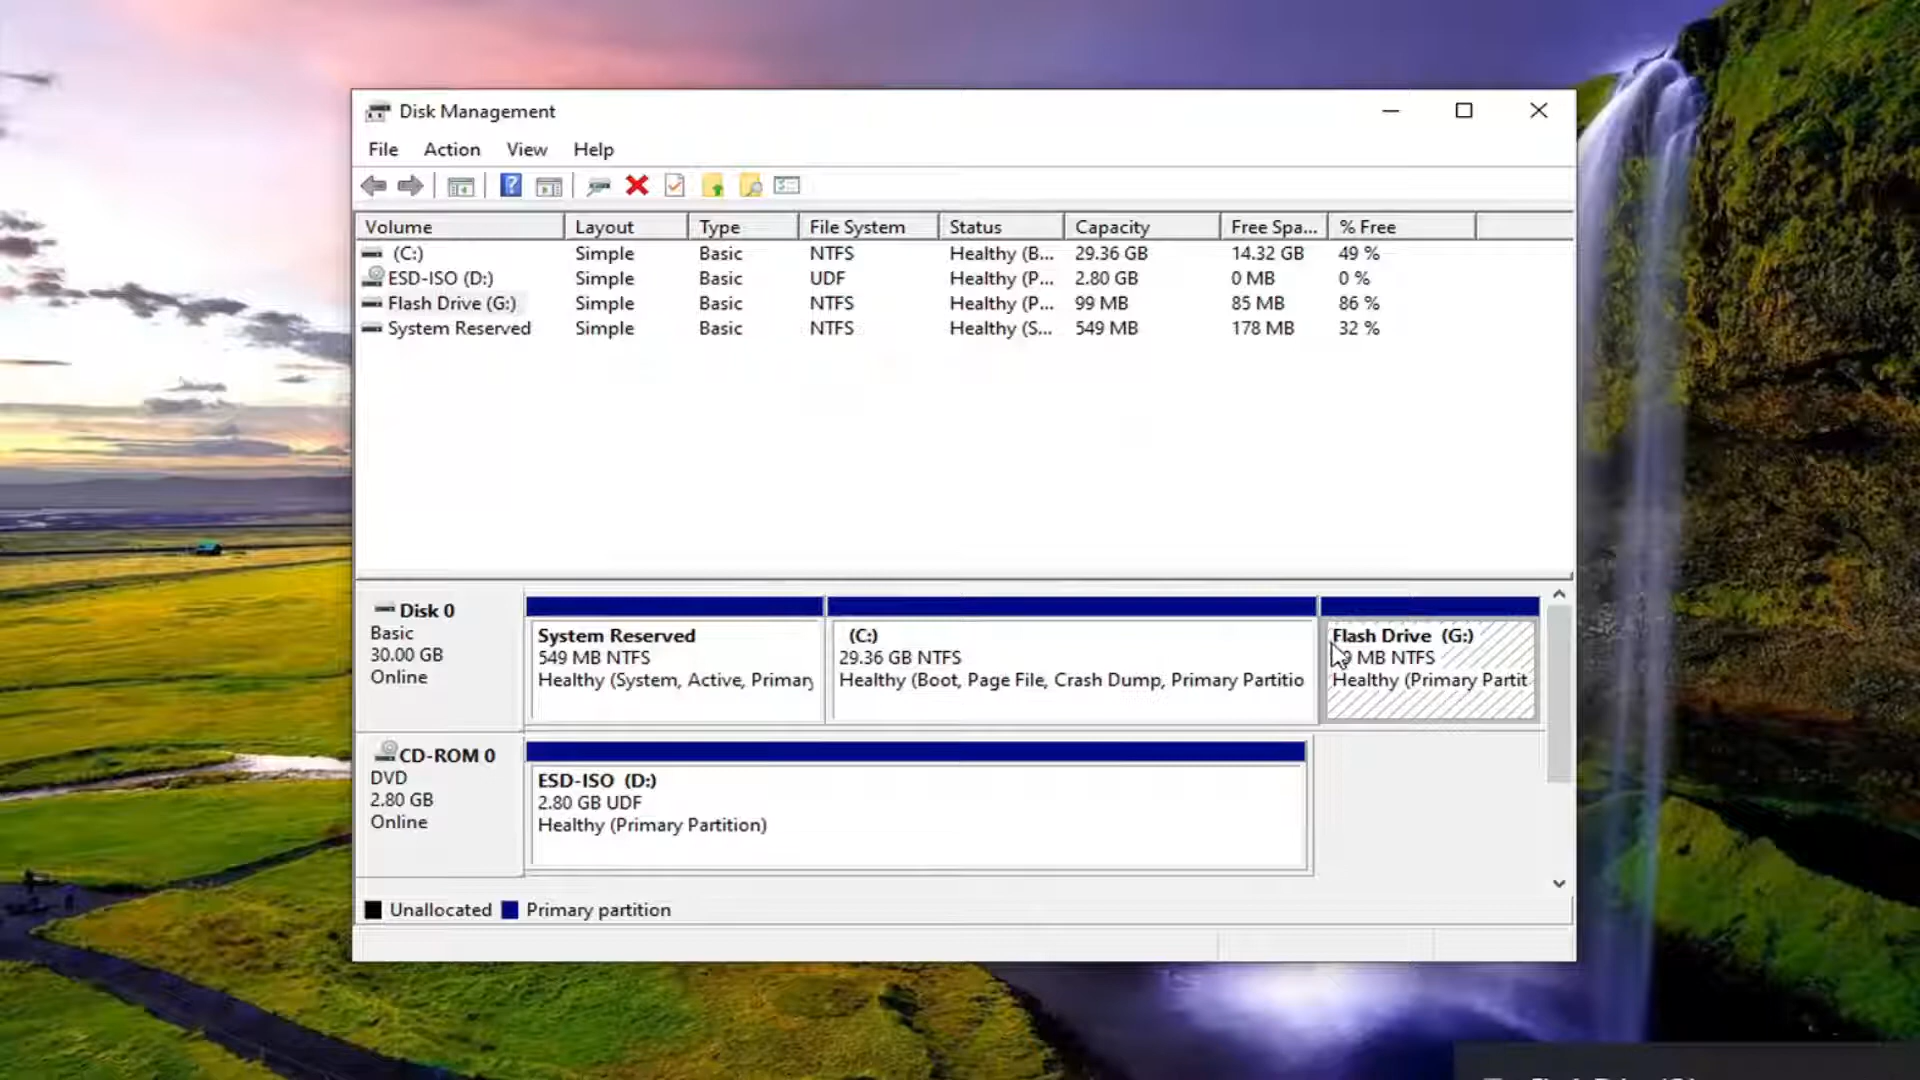 Disk Management
File Action View Help
Volume Layout Type File System Status Capacity Free Spa... % Free
(C:) Simple Basic NTFS Healthy (B... 29.36 GB 14.32 GB 49 %
ESD-ISO (D:) Simple Basic UDF Healthy (P... 2.80 GB 0 MB 0 %
Flash Drive (G:) Simple Basic NTFS Healthy (P... 99 MB 85 MB 86 %
System Reserved Simple Basic NTFS Healthy (S... 549 MB 178 MB 32 %
Disk 0
Basic
30.00 GB
Online
System Reserved
549 MB NTFS
Healthy (System, Active, Primary
(C:)
29.36 GB NTFS
Healthy (Boot, Page File, Crash Dump, Primary Partitio
Flash Drive (G:)
9 MB NTFS
Healthy (Primary Partit
CD-ROM 0
DVD
2.80 GB
Online
ESD-ISO (D:)
2.80 GB UDF
Healthy (Primary Partition)
Unallocated Primary partition